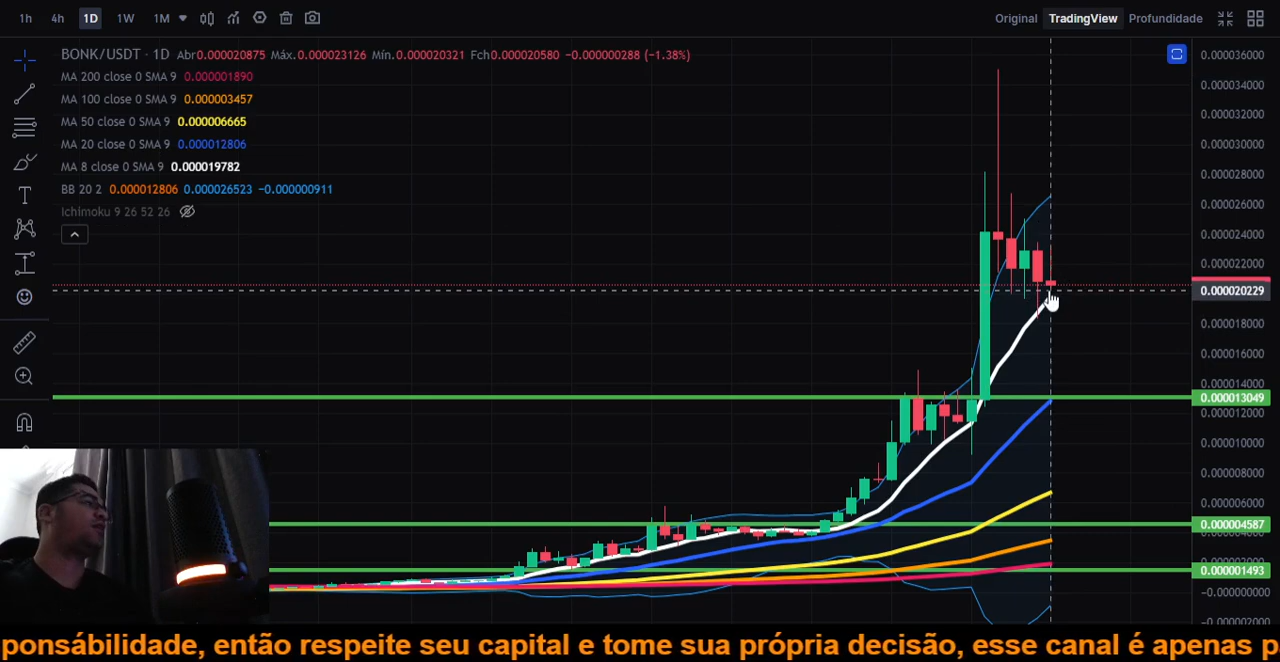 1h 4h 1D 1W 1M Original TradingView Profundidade
BONK/USDT · 1D Abr0.000020875 Máx.0.000023126 Mín.0.000020321 Fch0.000020580 −0.000000288 (−1.38%)
MA 200 close 0 SMA 9 0.000001890
MA 100 close 0 SMA 9 0.000003457
MA 50 close 0 SMA 9 0.000006665
MA 20 close 0 SMA 9 0.000012806
MA 8 close 0 SMA 9 0.000019782
BB 20 2 0.000012806 0.000026523 −0.000000911
Ichimoku 9 26 52 26
0.000036000
0.000034000
0.000032000
0.000030000
0.000028000
0.000026000
0.000024000
0.000022000
0.000020229
0.000018000
0.000016000
0.000014000
0.000013049
0.000012000
0.000010000
0.000008000
0.000006000
0.000004587
0.000001493
−0.000000000
ponsábilidade, então respeite seu capital e tome sua própria decisão, esse canal é apenas p